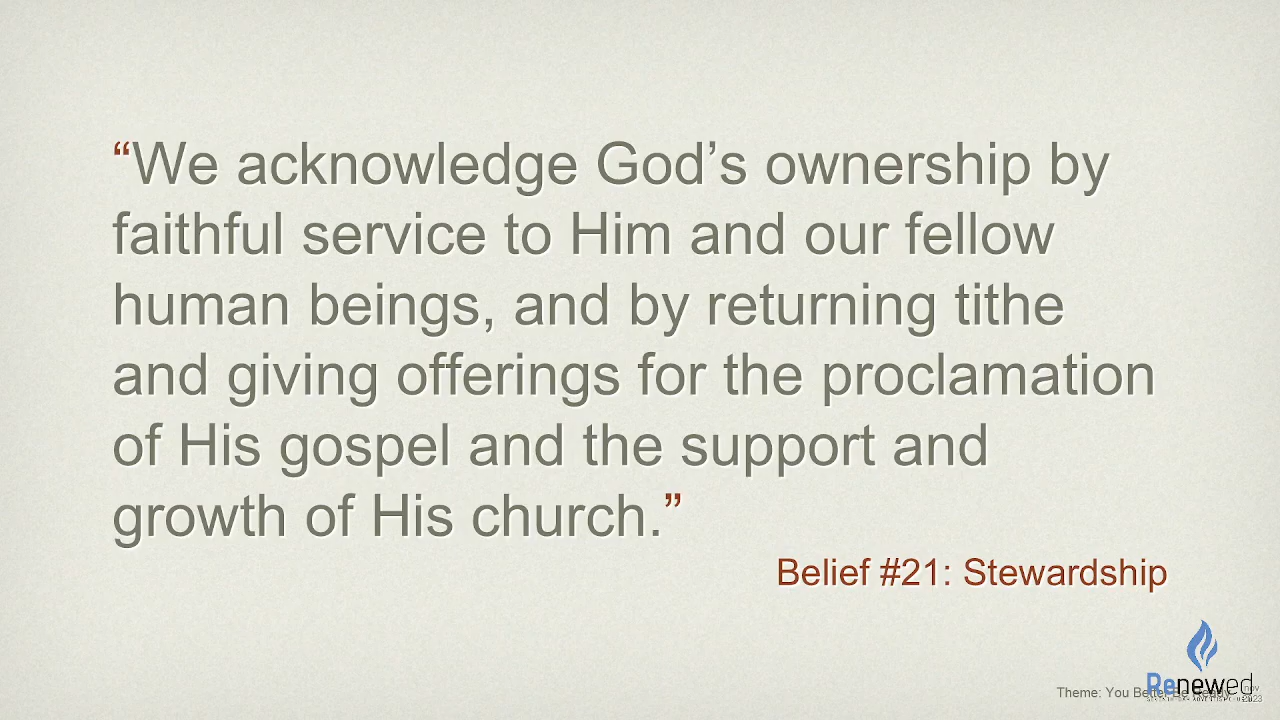 “We acknowledge God’s ownership by
faithful service to Him and our fellow
human beings, and by returning tithe
and giving offerings for the proclamation
of His gospel and the support and
growth of His church.”
Belief #21: Stewardship
Renewed
Theme: You Better Be Ready
2023